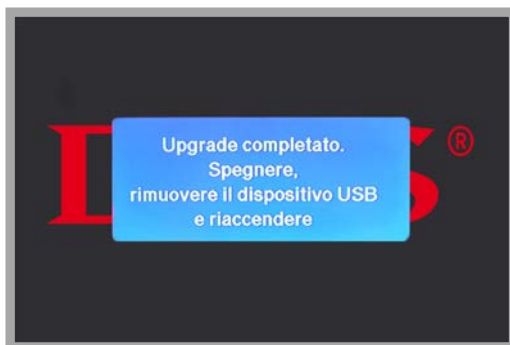 Upgrade completato.
Spegnere,
rimuovere il dispositivo USB
e riaccendere
®